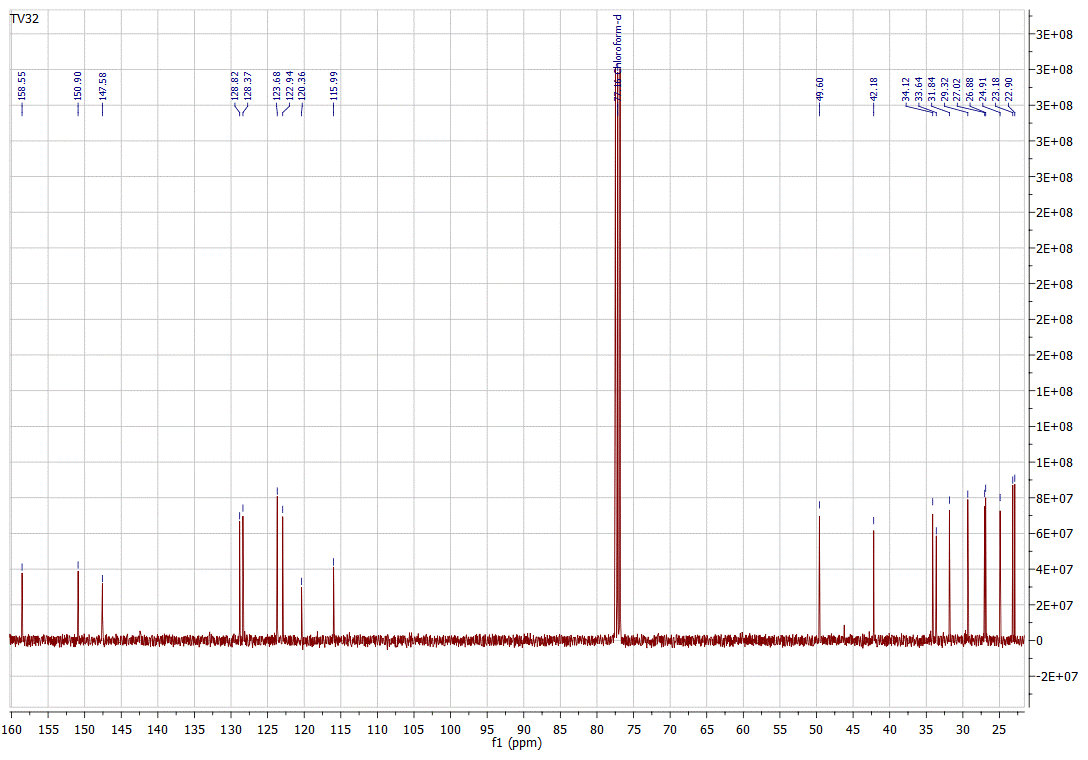 TV32
158.55
150.90
147.58
128.82
128.37
123.68
122.94
120.36
115.99
77.16 Chloroform-d
49.60
42.18
34.12
33.64
31.84
29.32
27.02
26.88
24.91
23.18
22.90
3E+08
3E+08
3E+08
3E+08
3E+08
2E+08
2E+08
2E+08
2E+08
2E+08
1E+08
1E+08
1E+08
8E+07
6E+07
4E+07
2E+07
0
-2E+07
160 155 150 145 140 135 130 125 120 115 110 105 100 95 90 85 80 75 70 65 60 55 50 45 40 35 30 25
f1 (ppm)